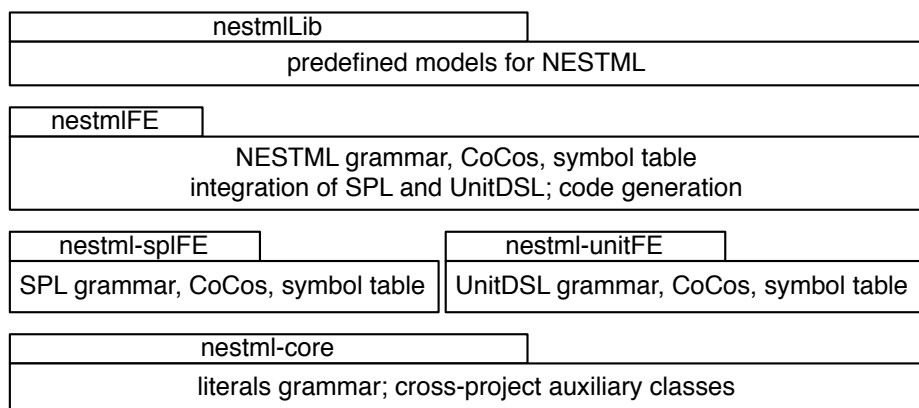 nestmlLib
predefined models for NESTML
nestmlFE
NESTML grammar, CoCos, symbol table
integration of SPL and UnitDSL; code generation
nestml-splFE
SPL grammar, CoCos, symbol table
nestml-unitFE
UnitDSL grammar, CoCos, symbol table
nestml-core
literals grammar; cross-project auxiliary classes